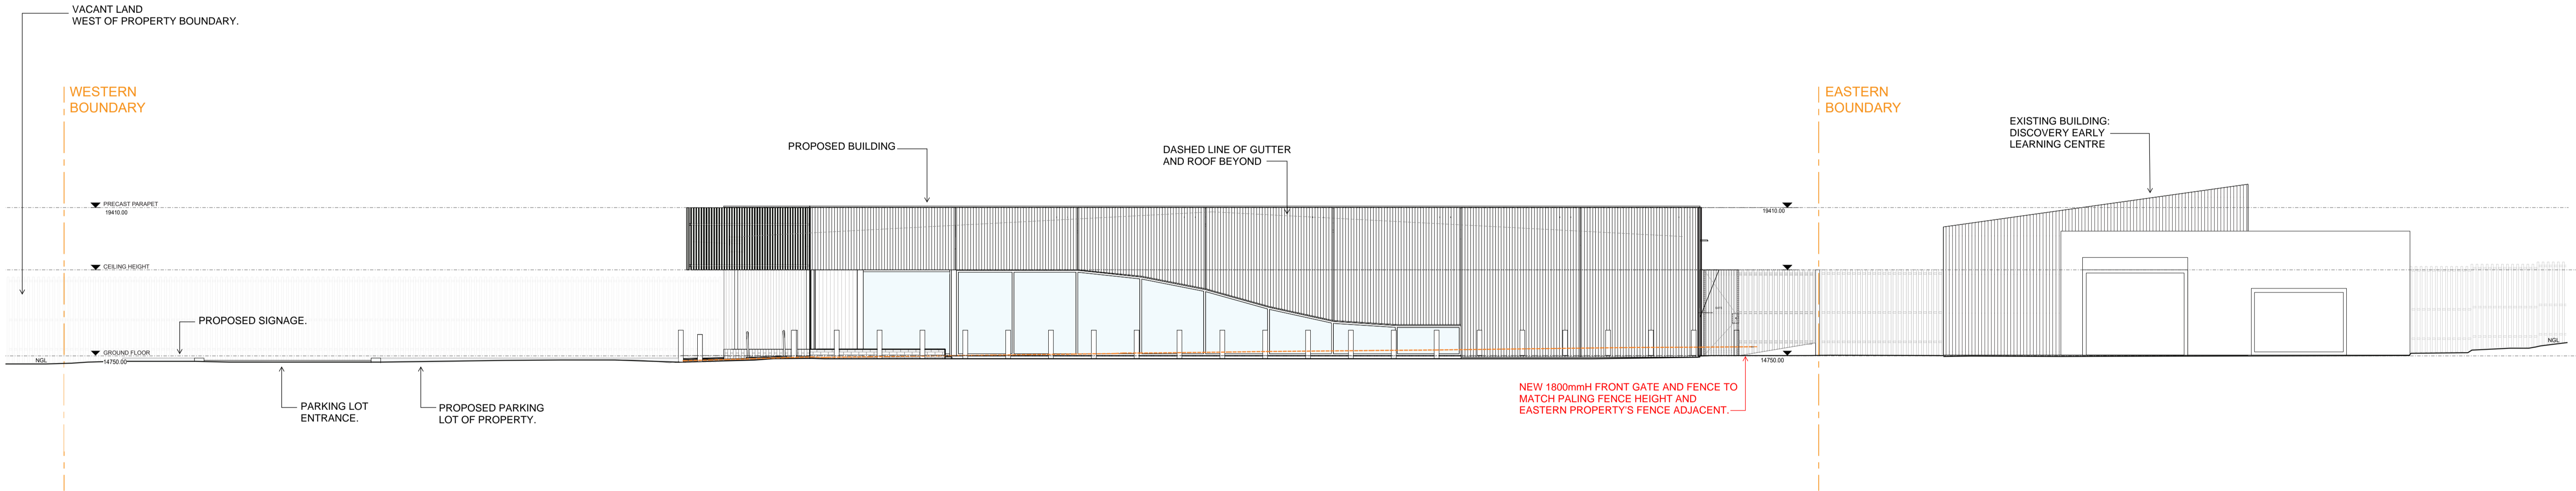 VACANT LAND
WEST OF PROPERTY BOUNDARY.
WESTERN
BOUNDARY
EASTERN
BOUNDARY
EXISTING BUILDING:
DISCOVERY EARLY
LEARNING CENTRE
PROPOSED BUILDING
DASHED LINE OF GUTTER
AND ROOF BEYOND
PRECAST PARAPET
19410.00
19410.00
CEILING HEIGHT
PROPOSED SIGNAGE.
GROUND FLOOR
NGL
14750.00
14750.00
NGL
NEW 1800mmH FRONT GATE AND FENCE TO
MATCH PALING FENCE HEIGHT AND
EASTERN PROPERTY'S FENCE ADJACENT.
PARKING LOT
ENTRANCE.
PROPOSED PARKING
LOT OF PROPERTY.